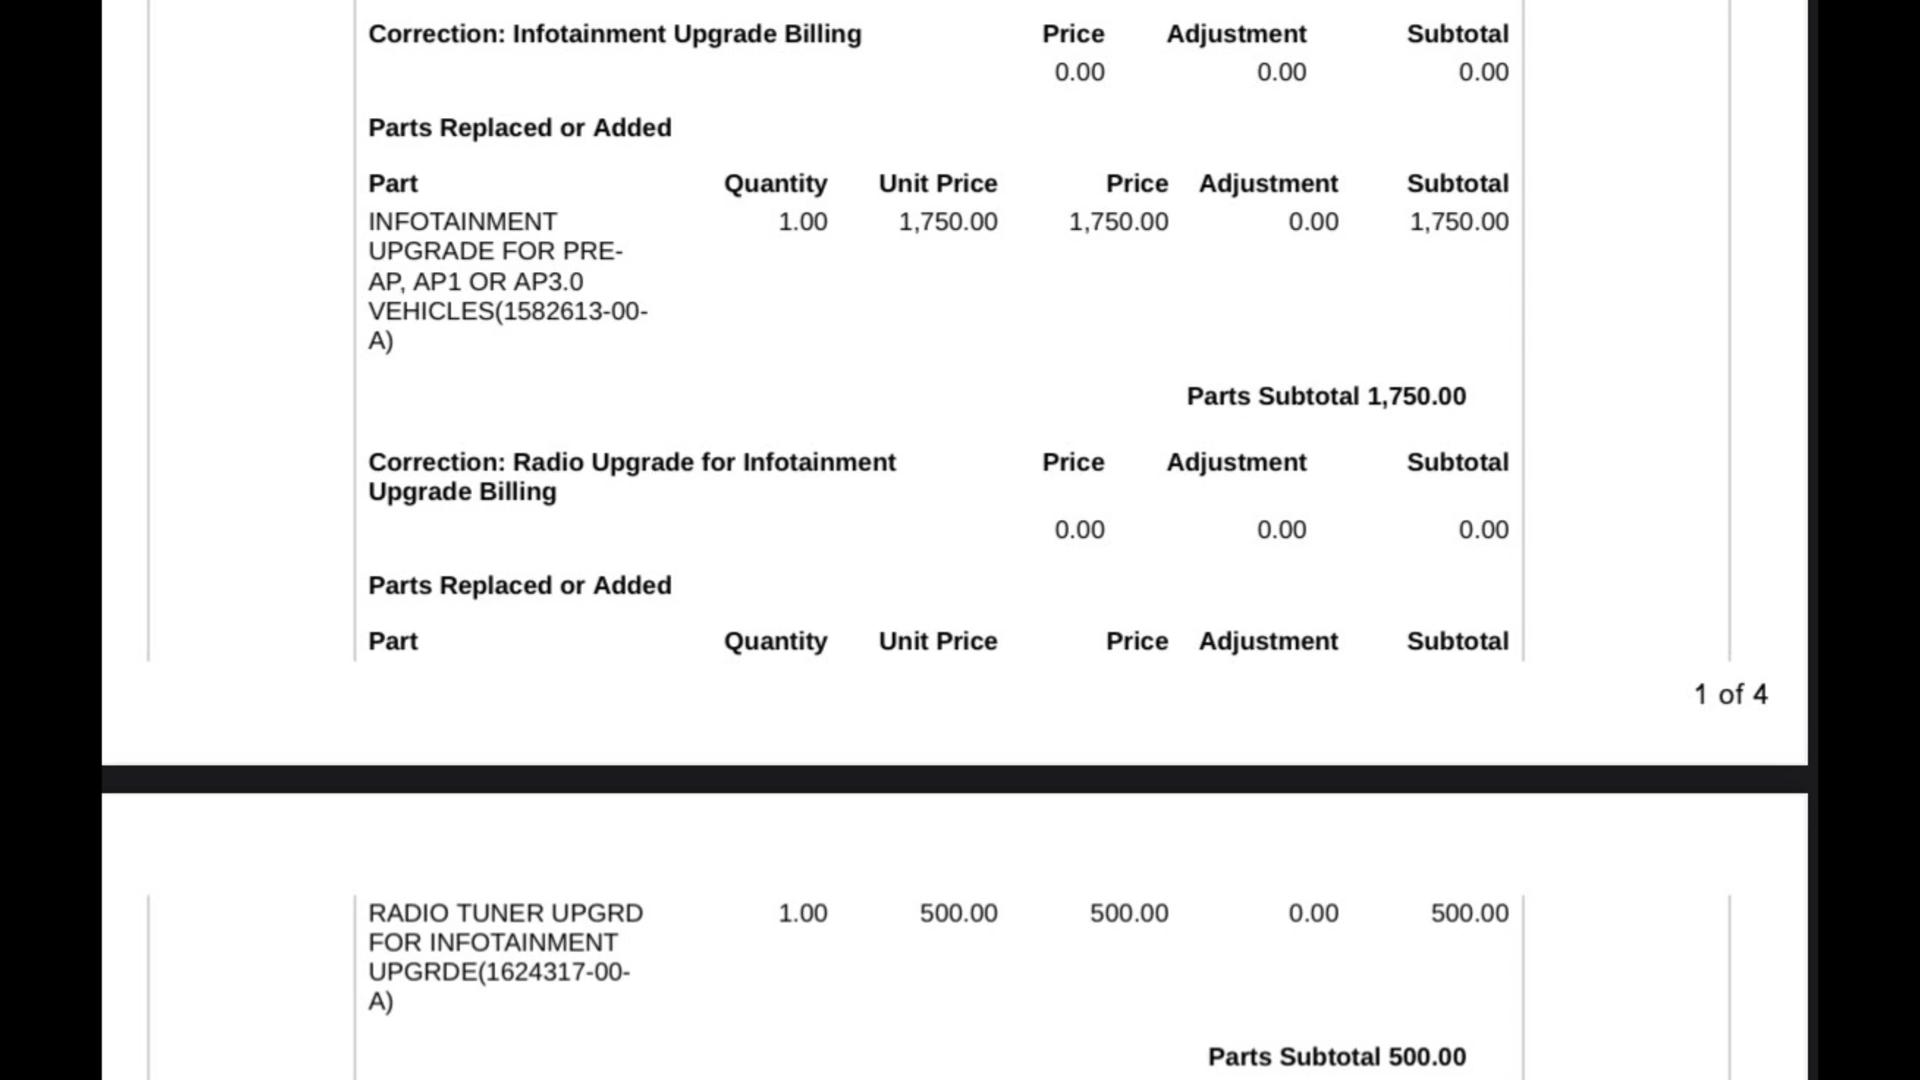 Correction: Infotainment Upgrade Billing Price Adjustment Subtotal
0.00 0.00 0.00
Parts Replaced or Added
Part Quantity Unit Price Price Adjustment Subtotal
INFOTAINMENT 1.00 1,750.00 1,750.00 0.00 1,750.00
UPGRADE FOR PRE-
AP, AP1 OR AP3.0
VEHICLES(1582613-00-
A)
Parts Subtotal 1,750.00
Correction: Radio Upgrade for Infotainment Price Adjustment Subtotal
Upgrade Billing
0.00 0.00 0.00
Parts Replaced or Added
Part Quantity Unit Price Price Adjustment Subtotal
1 of 4
RADIO TUNER UPGRD 1.00 500.00 500.00 0.00 500.00
FOR INFOTAINMENT
UPGRDE(1624317-00-
A)
Parts Subtotal 500.00